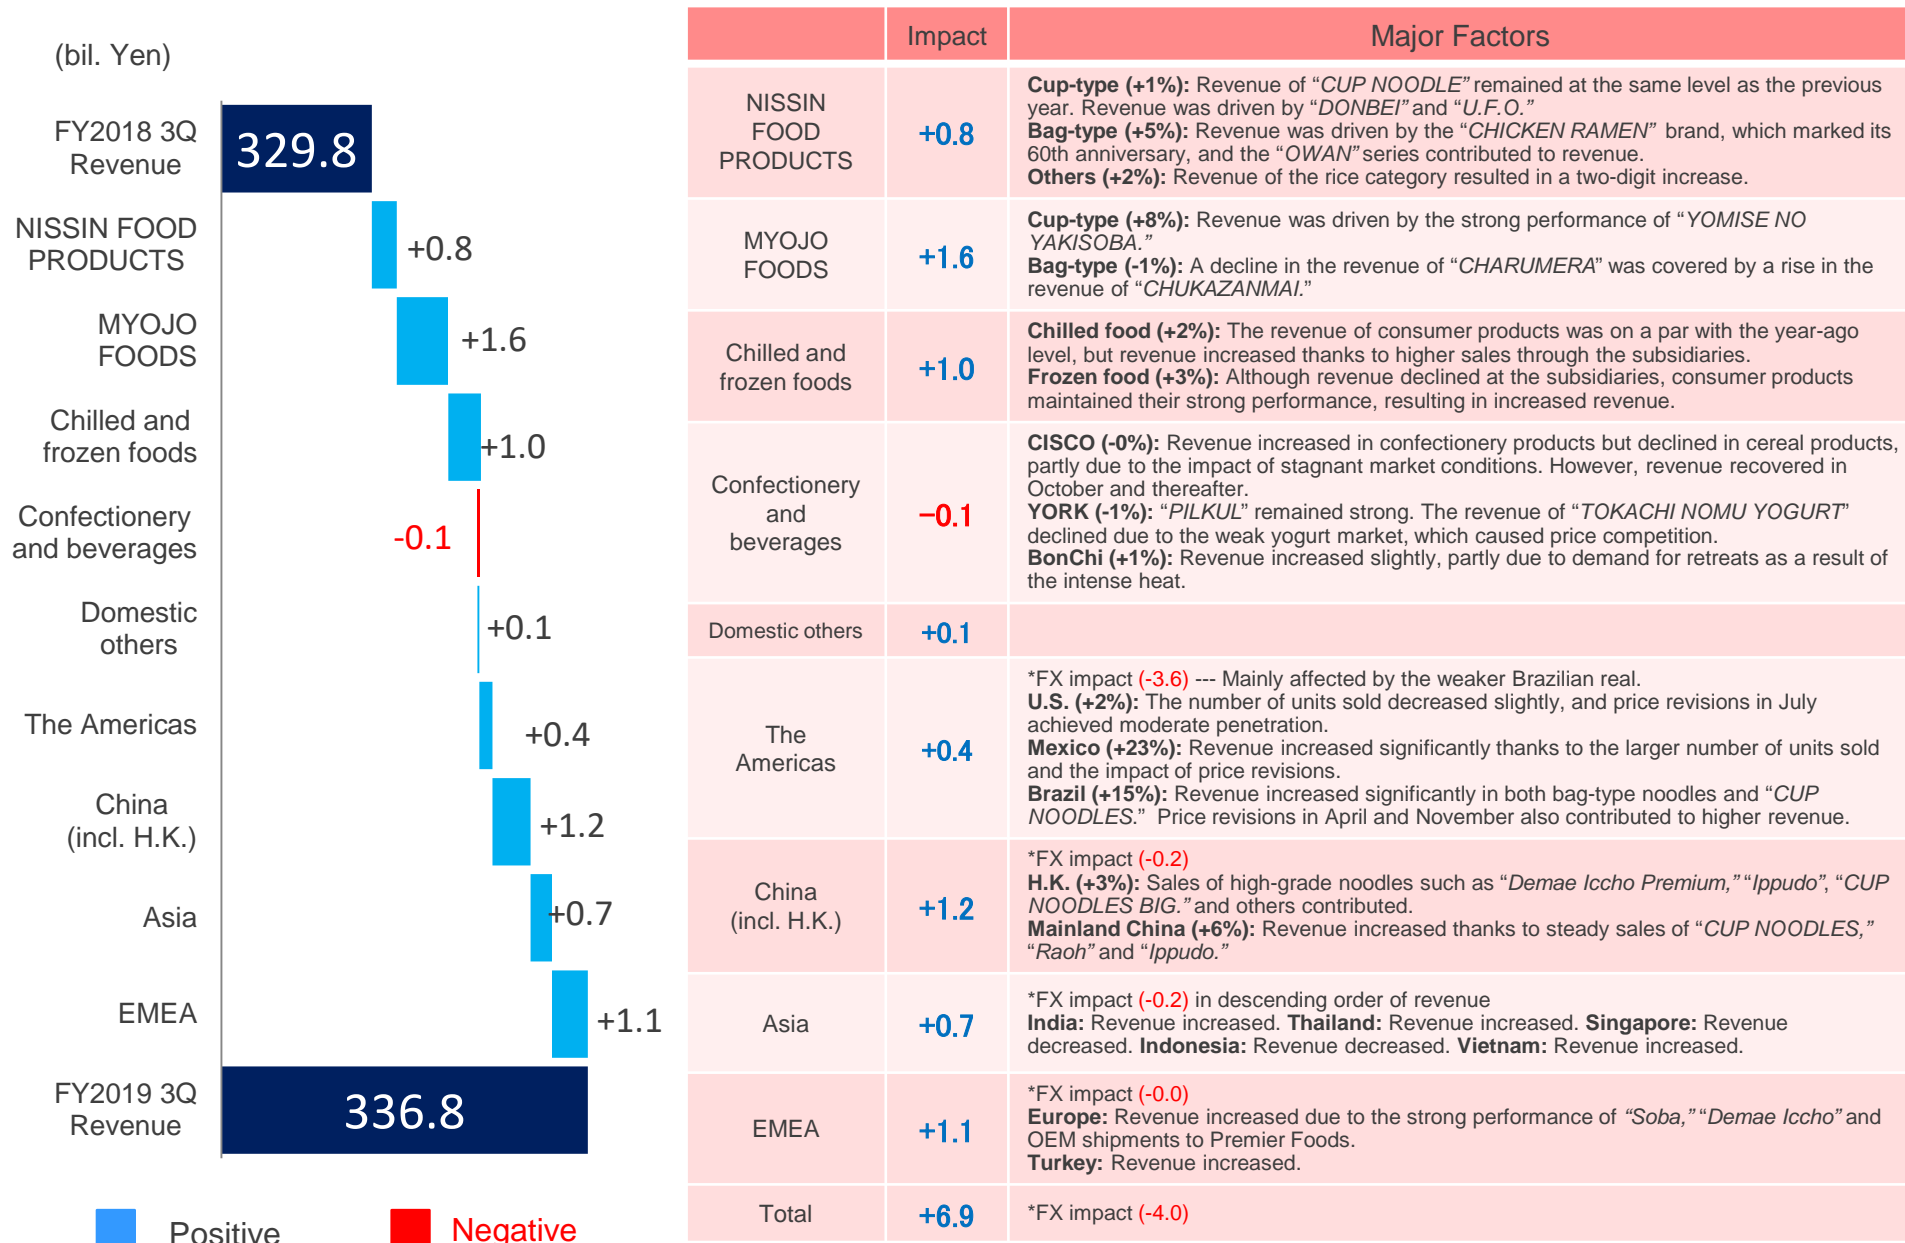 (bil. Yen)
FY2018 3Q
Revenue
329.8
NISSIN FOOD
PRODUCTS
+0.8
MYOJO
FOODS
+1.6
Chilled and
frozen foods
+1.0
Confectionery
and beverages
-0.1
Domestic
others
+0.1
The Americas
+0.4
China
(incl. H.K.)
+1.2
Asia
+0.7
EMEA
+1.1
FY2019 3Q
Revenue
336.8
Positive
Negative
Impact
Major Factors
NISSIN
FOOD
PRODUCTS
+0.8
Cup-type (+1%): Revenue of “CUP NOODLE” remained at the same level as the previous
year. Revenue was driven by “DONBEI” and “U.F.O.”
Bag-type (+5%): Revenue was driven by the “CHICKEN RAMEN” brand, which marked its
60th anniversary, and the “OWAN” series contributed to revenue.
Others (+2%): Revenue of the rice category resulted in a two-digit increase.
MYOJO
FOODS
+1.6
Cup-type (+8%): Revenue was driven by the strong performance of “YOMISE NO
YAKISOBA.”
Bag-type (-1%): A decline in the revenue of “CHARUMERA” was covered by a rise in the
revenue of “CHUKAZANMAI.”
Chilled and
frozen foods
+1.0
Chilled food (+2%): The revenue of consumer products was on a par with the year-ago
level, but revenue increased thanks to higher sales through the subsidiaries.
Frozen food (+3%): Although revenue declined at the subsidiaries, consumer products
maintained their strong performance, resulting in increased revenue.
Confectionery
and
beverages
−0.1
CISCO (-0%): Revenue increased in confectionery products but declined in cereal products,
partly due to the impact of stagnant market conditions. However, revenue recovered in
October and thereafter.
YORK (-1%): “PILKUL” remained strong. The revenue of “TOKACHI NOMU YOGURT”
declined due to the weak yogurt market, which caused price competition.
BonChi (+1%): Revenue increased slightly, partly due to demand for retreats as a result of
the intense heat.
Domestic others
+0.1
The
Americas
+0.4
*FX impact (-3.6) --- Mainly affected by the weaker Brazilian real.
U.S. (+2%): The number of units sold decreased slightly, and price revisions in July
achieved moderate penetration.
Mexico (+23%): Revenue increased significantly thanks to the larger number of units sold
and the impact of price revisions.
Brazil (+15%): Revenue increased significantly in both bag-type noodles and “CUP
NOODLES.” Price revisions in April and November also contributed to higher revenue.
China
(incl. H.K.)
+1.2
*FX impact (-0.2)
H.K. (+3%): Sales of high-grade noodles such as “Demae Iccho Premium,” “Ippudo”, “CUP
NOODLES BIG.” and others contributed.
Mainland China (+6%): Revenue increased thanks to steady sales of “CUP NOODLES,”
“Raoh” and “Ippudo.”
Asia
+0.7
*FX impact (-0.2) in descending order of revenue
India: Revenue increased. Thailand: Revenue increased. Singapore: Revenue
decreased. Indonesia: Revenue decreased. Vietnam: Revenue increased.
EMEA
+1.1
*FX impact (-0.0)
Europe: Revenue increased due to the strong performance of “Soba,” “Demae Iccho” and
OEM shipments to Premier Foods.
Turkey: Revenue increased.
Total
+6.9
*FX impact (-4.0)